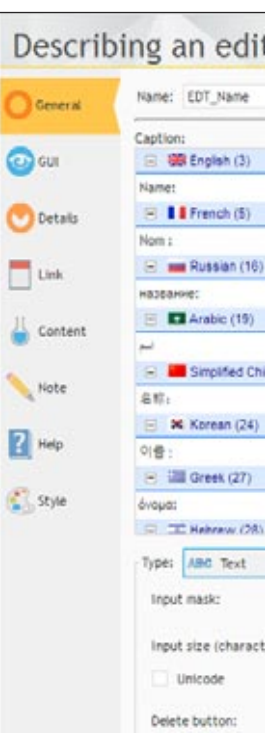 Describing an edit
General
GUI
Details
Link
Content
Note
Help
Style
Name: EDT_Name
Caption:
English (3)
Name:
French (5)
Nom :
Russian (16)
название:
Arabic (19)
اسم
Simplified Chi
名称:
Korean (24)
이름 :
Greek (27)
όνομα:
Hebrew (28)
Type: ABC Text
Input mask:
Input size (charact
Unicode
Delete button: